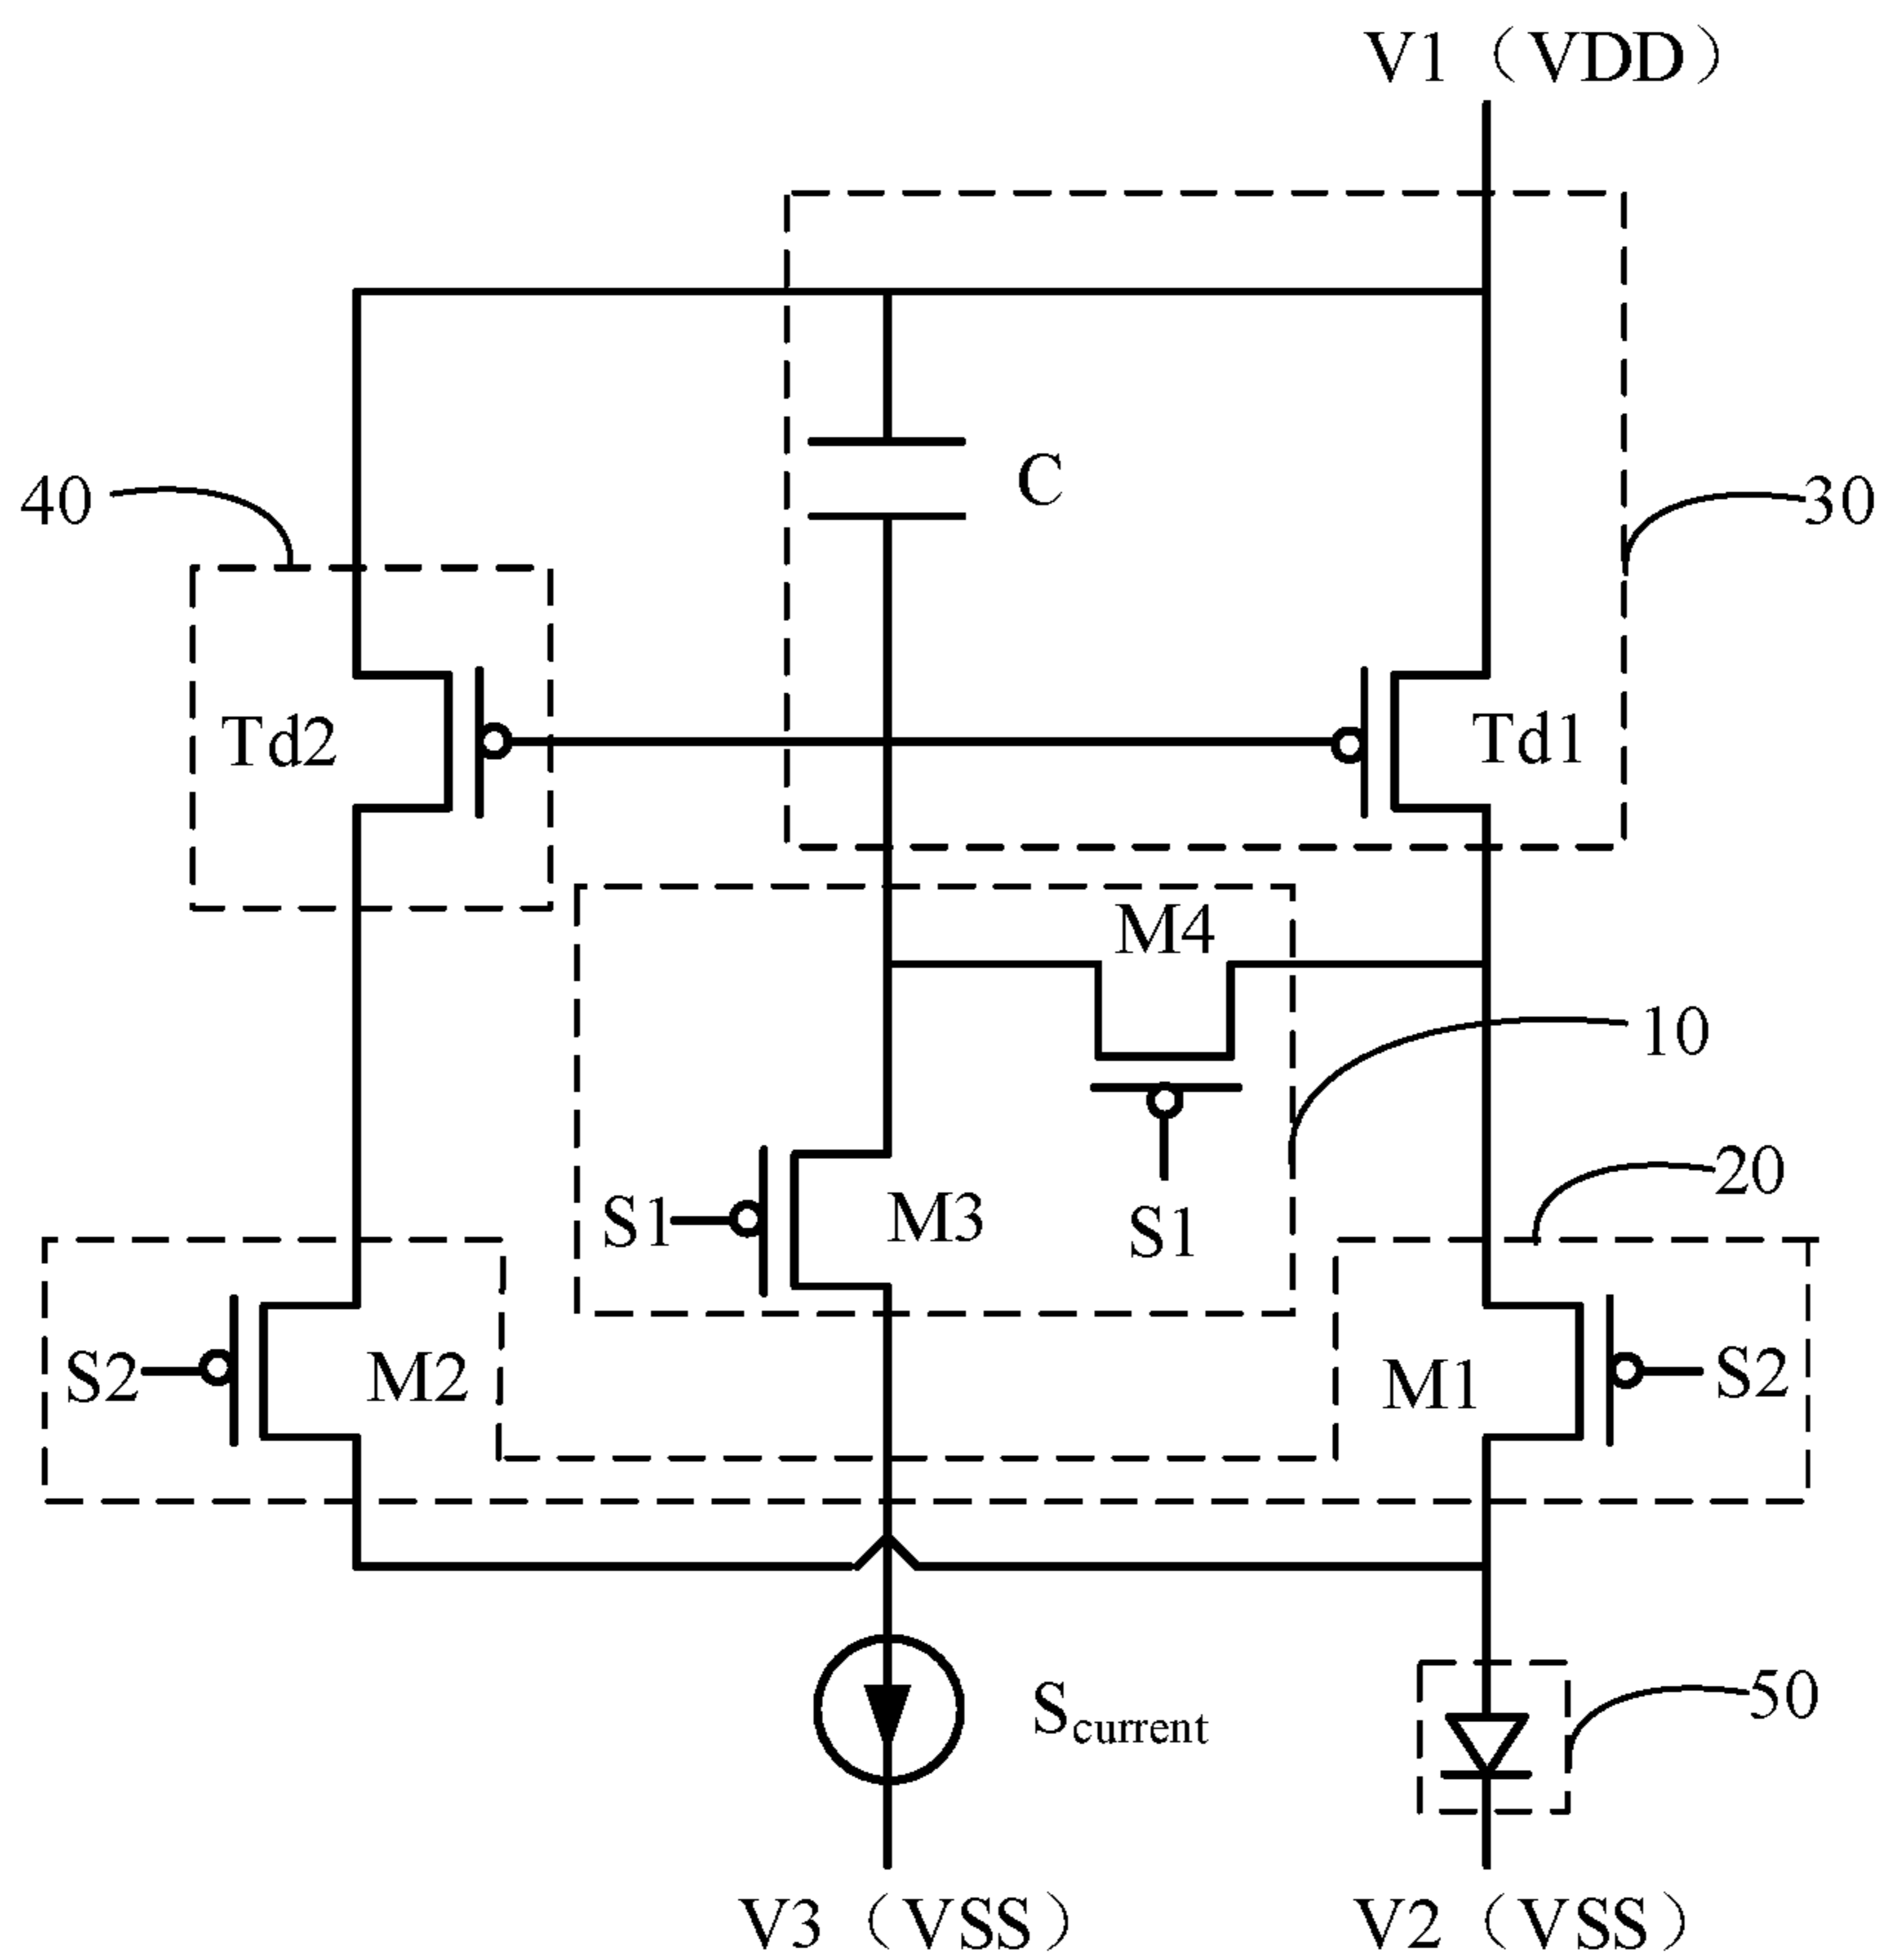 V1（VDD）
C
40
30
Td2
Td1
M4
10
20
S1
M3
S1
S2
M2
M1
S2
Scurrent
50
V3（VSS）
V2（VSS）